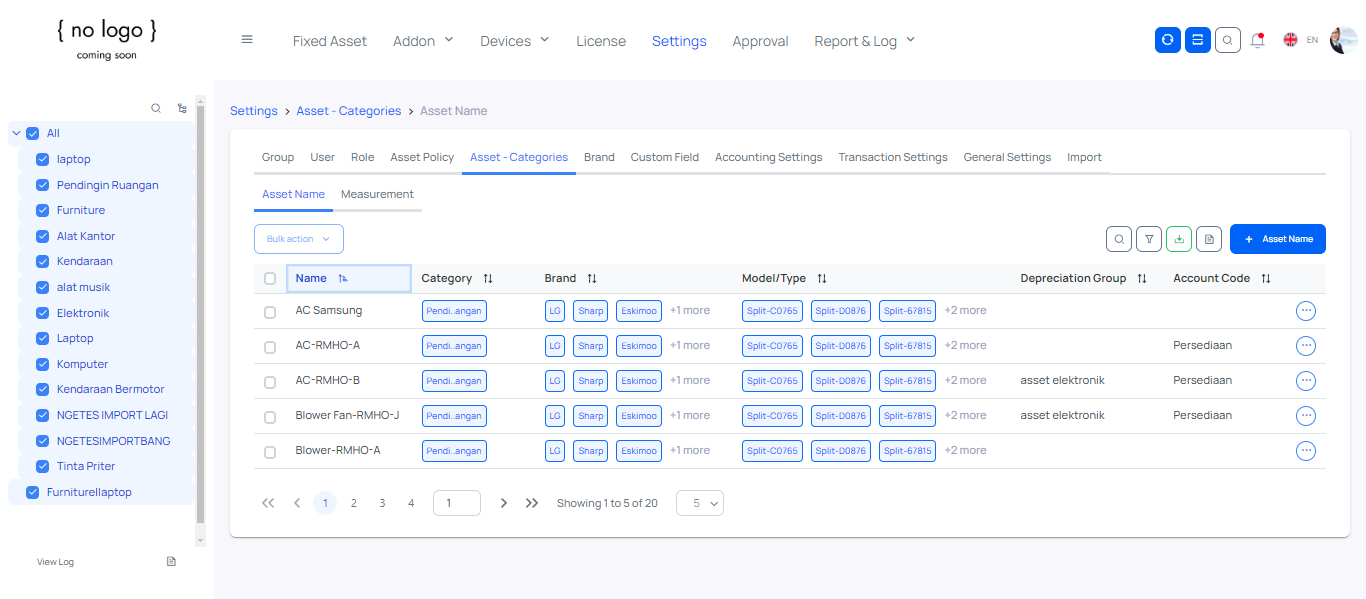 { no logo }
coming soon
Fixed Asset Addon Devices License Settings Approval Report & Log EN
All
laptop
Pendingin Ruangan
Furniture
Alat Kantor
Kendaraan
alat musik
Elektronik
Laptop
Komputer
Kendaraan Bermotor
NGETES IMPORT LAGI
NGETESIMPORTBANG
Tinta Priter
Furniturellaptop
View Log
Settings > Asset - Categories > Asset Name
Group User Role Asset Policy Asset - Categories Brand Custom Field Accounting Settings Transaction Settings General Settings Import
Asset Name Measurement
Bulk action + Asset Name
Name Category Brand Model/Type Depreciation Group Account Code
AC Samsung Pendi..angan LG Sharp Eskimoo +1 more Split-C0765 Split-D0876 Split-67815 +2 more
AC-RMHO-A Pendi..angan LG Sharp Eskimoo +1 more Split-C0765 Split-D0876 Split-67815 +2 more Persediaan
AC-RMHO-B Pendi..angan LG Sharp Eskimoo +1 more Split-C0765 Split-D0876 Split-67815 +2 more asset elektronik Persediaan
Blower Fan-RMHO-J Pendi..angan LG Sharp Eskimoo +1 more Split-C0765 Split-D0876 Split-67815 +2 more asset elektronik Persediaan
Blower-RMHO-A Pendi..angan LG Sharp Eskimoo +1 more Split-C0765 Split-D0876 Split-67815 +2 more
1 2 3 4 1 Showing 1 to 5 of 20 5